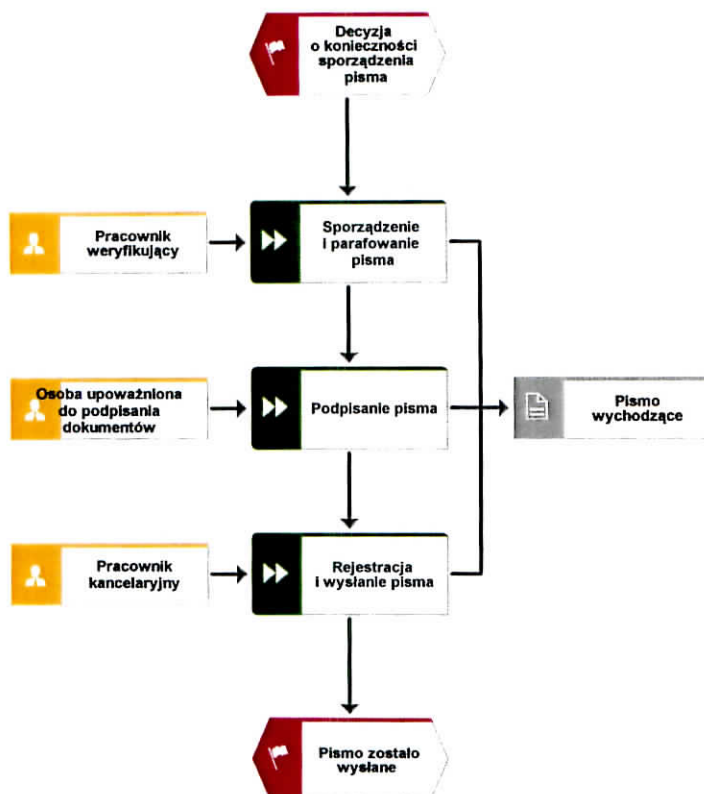 Decyzja
o konieczności
sporządzenia
pisma
Pracownik
weryfikujący
Sporządzenie
i parafowanie
pisma
Osoba upoważniona
do podpisania
dokumentów
Podpisanie pisma
Pismo
wychodzące
Pracownik
kancelaryjny
Rejestracja
i wysłanie pisma
Pismo zostało
wysłane